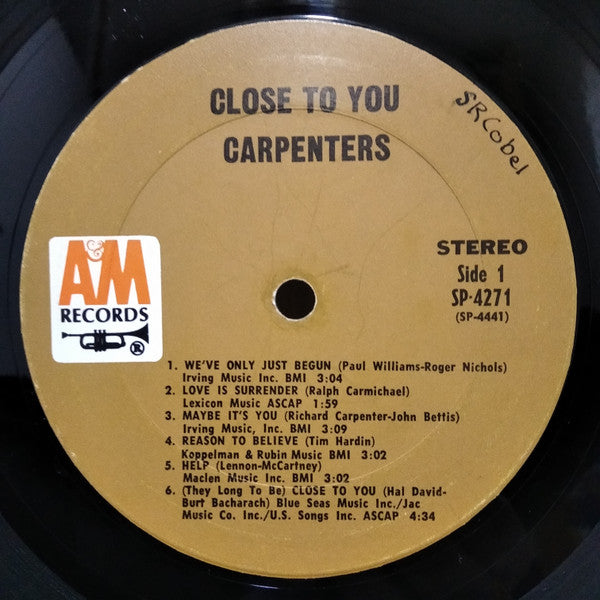 CLOSE TO YOU
CARPENTERS
SRCobel
A&M
RECORDS
®
STEREO
Side 1
SP-4271
(SP-4441)
1. WE'VE ONLY JUST BEGUN (Paul Williams-Roger Nichols)
Irving Music Inc. BMI 3:04
2. LOVE IS SURRENDER (Ralph Carmichael)
Lexicon Music ASCAP 1:59
3. MAYBE IT'S YOU (Richard Carpenter-John Bettis)
Irving Music, Inc. BMI 3:09
4. REASON TO BELIEVE (Tim Hardin)
Koppelman & Rubin Music BMI 3:02
5. HELP (Lennon-McCartney)
Maclen Music Inc. BMI 3:02
6. (They Long To Be) CLOSE TO YOU (Hal David-
Burt Bacharach) Blue Seas Music Inc./Jac
Music Co. Inc./U.S. Songs Inc. ASCAP 4:34